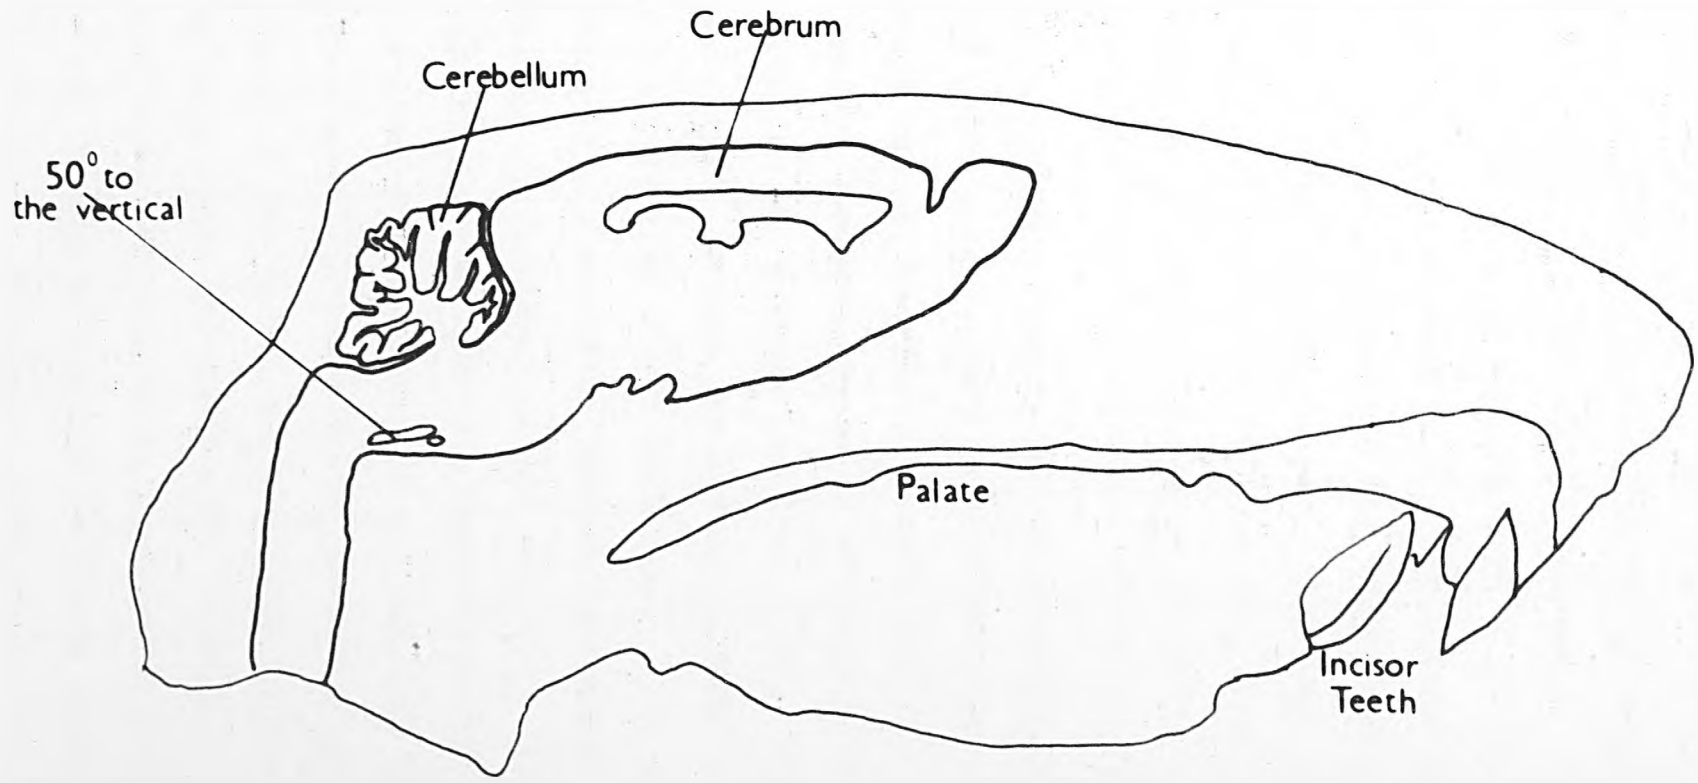 Cerebrum
Cerebellum
50° to
the vertical
Palate
Incisor
Teeth